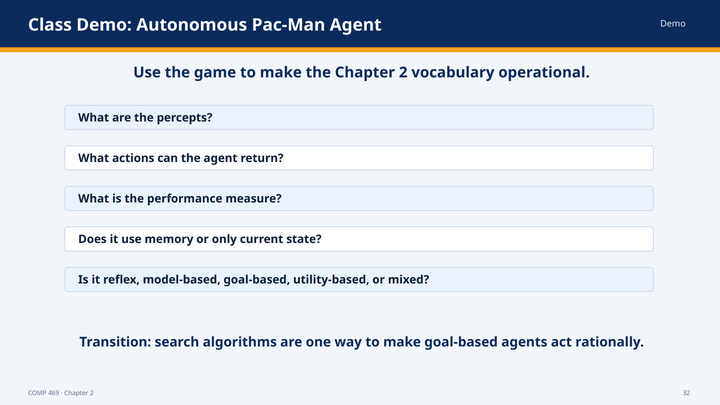 Class Demo: Autonomous Pac-Man Agent
Demo
Use the game to make the Chapter 2 vocabulary operational.
What are the percepts?
What actions can the agent return?
What is the performance measure?
Does it use memory or only current state?
Is it reflex, model-based, goal-based, utility-based, or mixed?
Transition: search algorithms are one way to make goal-based agents act rationally.
COMP 469 · Chapter 2
32